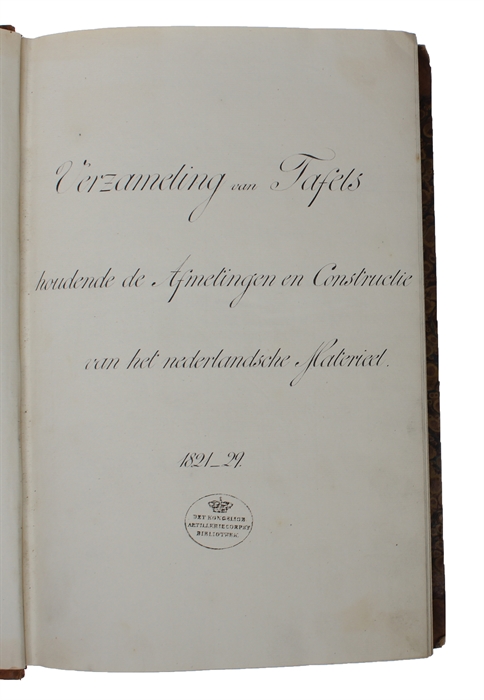 Verzameling van Tafels
houdende de Afmetingen en Constructie
van het nederlandsche Materieel.
1821_29.
DET KONGELIGE
ARTILLERIECORPS'
BIBLIOTHEK.